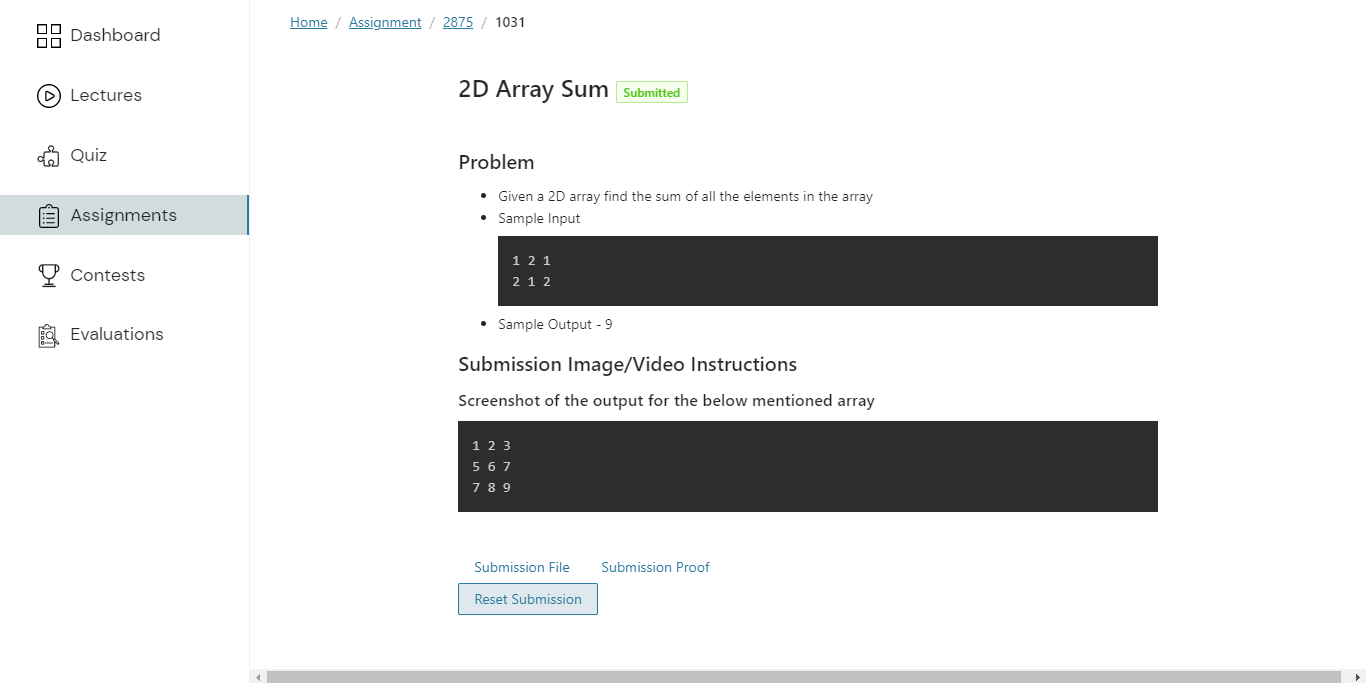 Dashboard
Lectures
Quiz
Assignments
Contests
Evaluations
Home / Assignment / 2875 / 1031
2D Array Sum Submitted
Problem
• Given a 2D array find the sum of all the elements in the array
• Sample Input
1 2 1
2 1 2
• Sample Output - 9
Submission Image/Video Instructions
Screenshot of the output for the below mentioned array
1 2 3
5 6 7
7 8 9
Submission File Submission Proof
Reset Submission